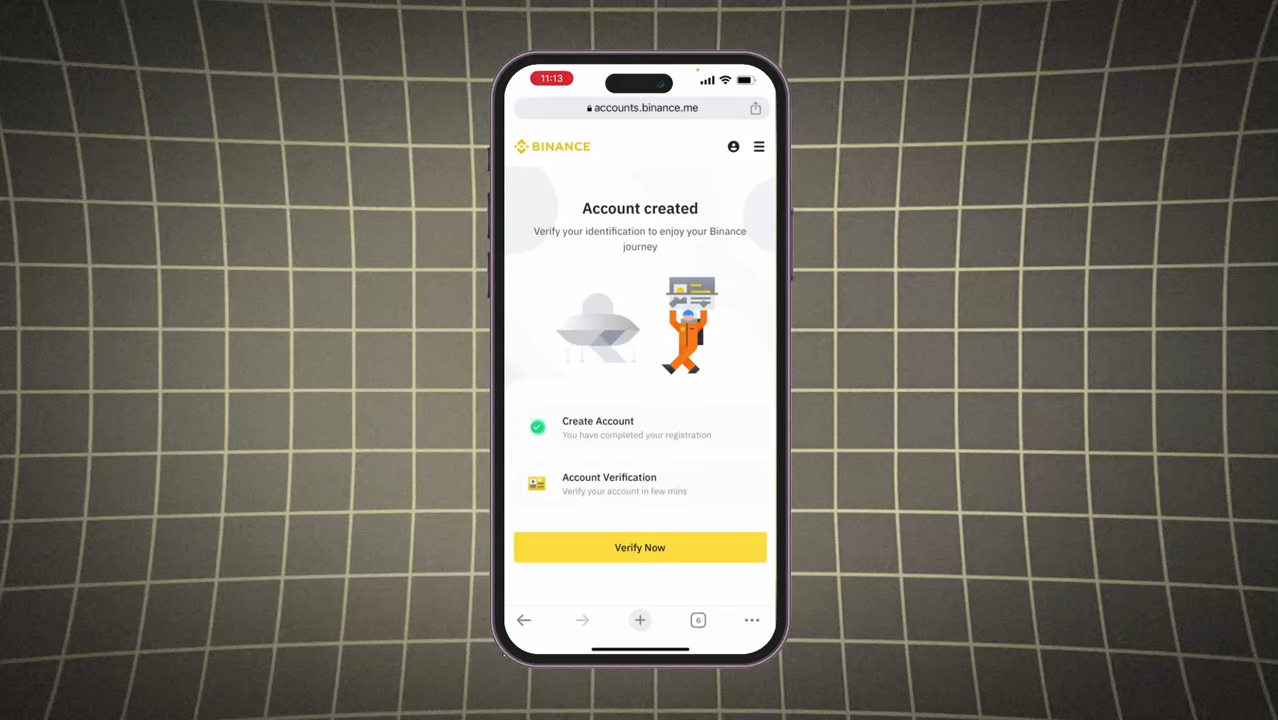 11:13
accounts.binance.me
BINANCE
Account created
Verify your identification to enjoy your Binance
journey
Create Account
You have completed your registration
Account Verification
Verify your account in few mins
Verify Now
6